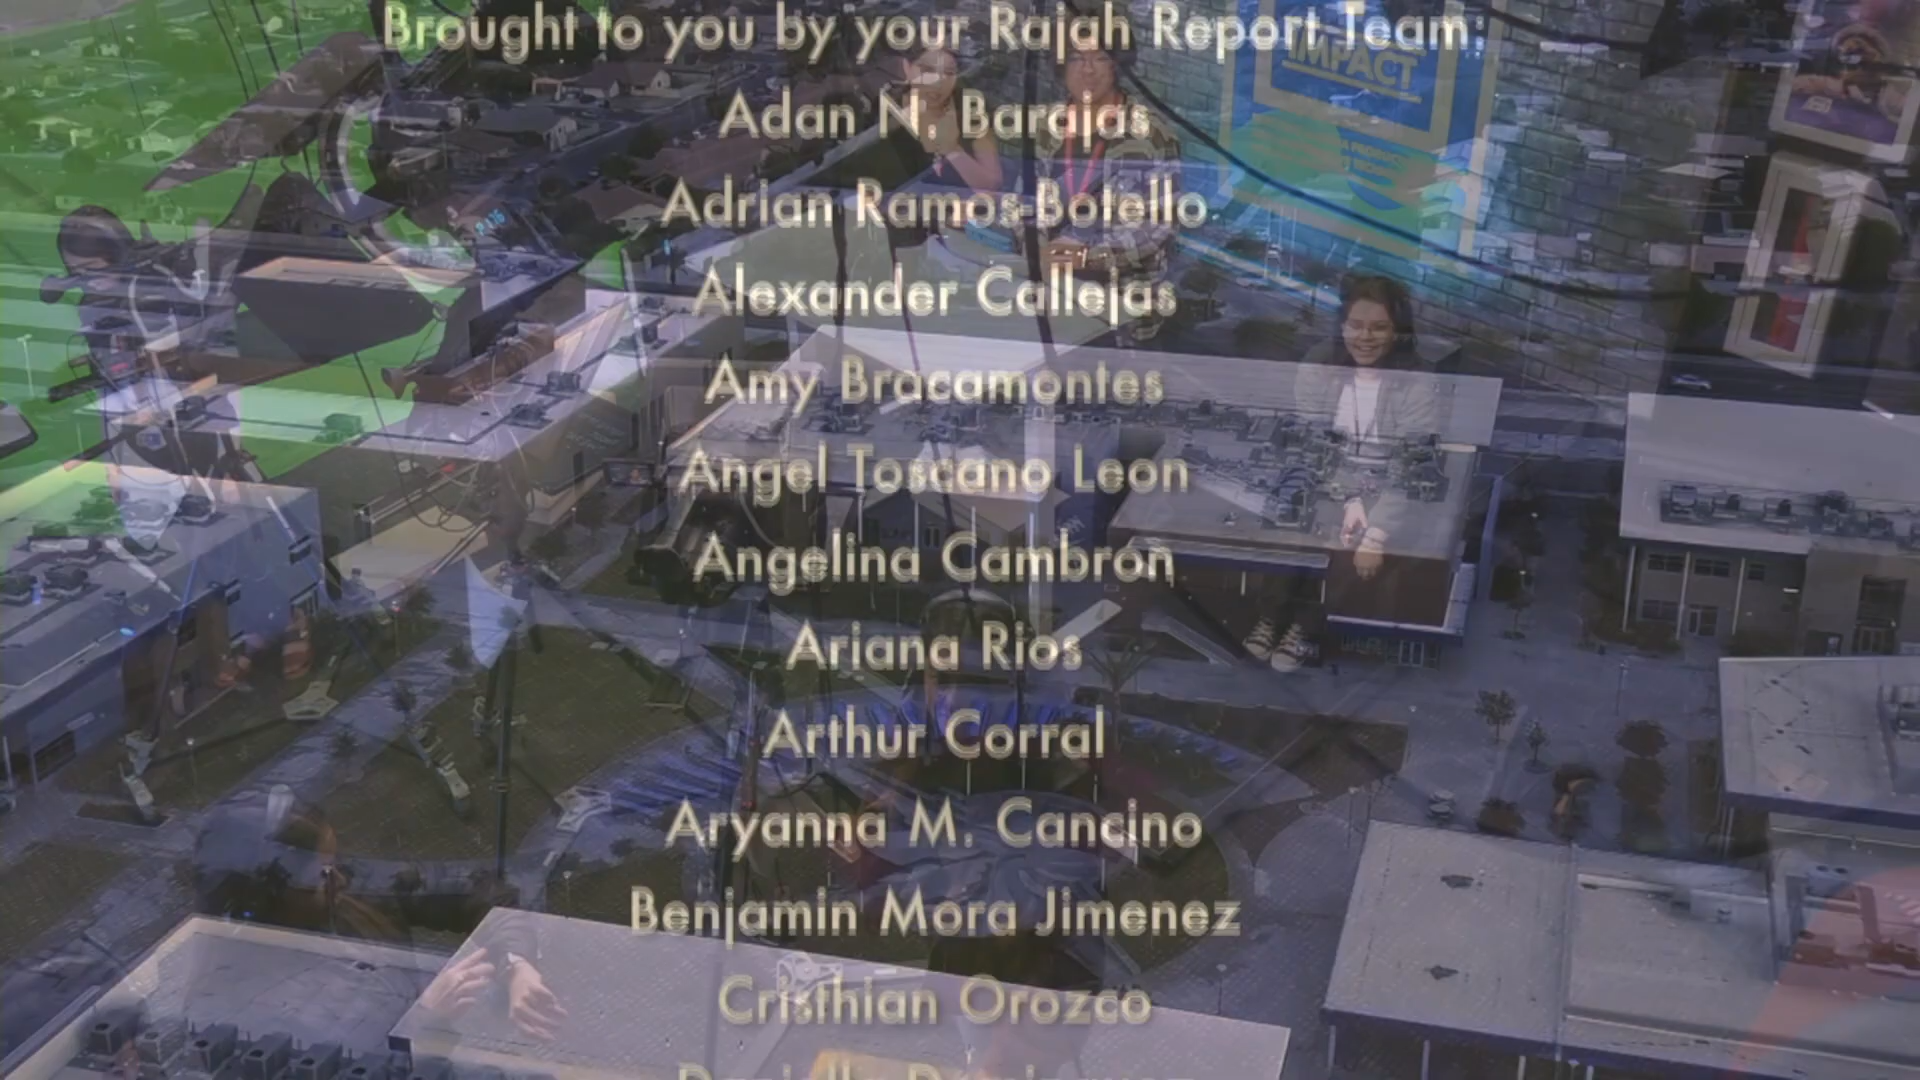 Brought to you by your Rajah Report Team:
IMPACT
Adan N. Barajas
Adrian Ramos-Botello
Alexander Callejas
Amy Bracamontes
Angel Toscano Leon
Angelina Cambron
Ariana Rios
Arthur Corral
Aryanna M. Cancino
Benjamin Mora Jimenez
Cristhian Orozco